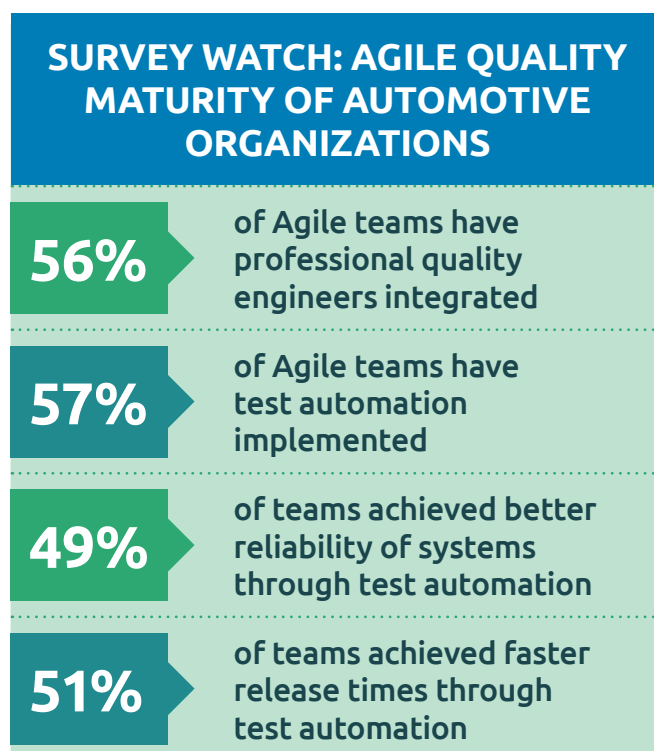 SURVEY WATCH: AGILE QUALITY
MATURITY OF AUTOMOTIVE
ORGANIZATIONS
56%
of Agile teams have
professional quality
engineers integrated
57%
of Agile teams have
test automation
implemented
49%
of teams achieved better
reliability of systems
through test automation
51%
of teams achieved faster
release times through
test automation